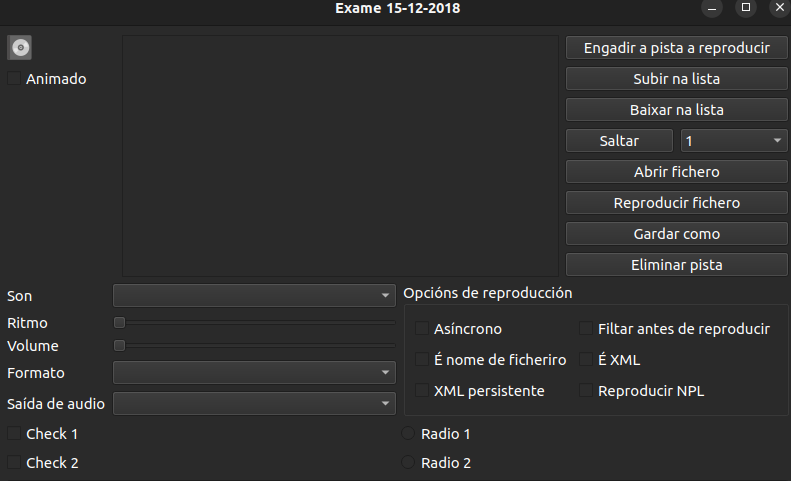 Exame 15-12-2018
Animado
Engadir a pista a reproducir
Subir na lista
Baixar na lista
Saltar 1
Abrir fichero
Reproducir fichero
Gardar como
Eliminar pista
Son
Ritmo
Volume
Formato
Saída de audio
Opcións de reproducción
Asíncrono Filtar antes de reproducir
É nome de ficheriro É XML
XML persistente Reproducir NPL
Check 1 Radio 1
Check 2 Radio 2